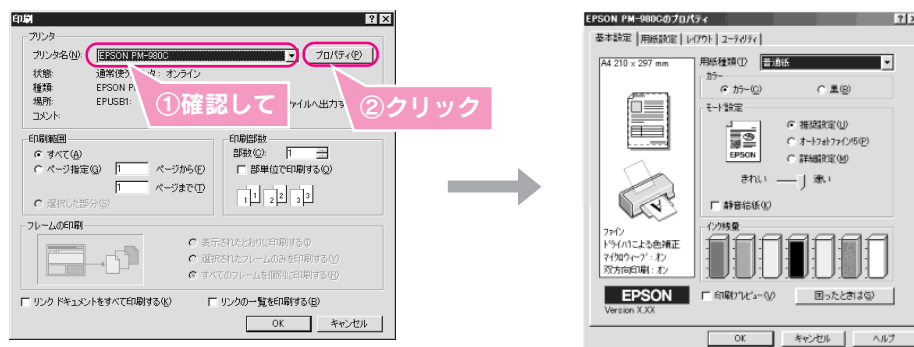 印刷
プリンタ
プリンタ名(N):
EPSON PM-980C
プロパティ(P)
状態:
通常使う
タ: オンライン
種類:
EPSON P
場所:
EPUSB1:
コメント:
ァイルへ出力す
①確認して
②クリック
印刷範囲
すべて(A)
ページ指定(G)
1
ページから(F)
1
ページまで(T)
選択した部分(S)
印刷部数
部数(C):
1
部単位で印刷する(O)
1 1 2 2 3 3
フレームの印刷
表示されたとおりに印刷する(I)
選択されたフレームのみを印刷する(V)
すべてのフレームを個別に印刷する(R)
リンク ドキュメントをすべて印刷する(K)
リンクの一覧を印刷する(B)
OK
キャンセル
EPSON PM-980Cのプロパティ
基本設定
用紙設定
レイアウト
ユーティリティ
A4 210 x 297 mm
用紙種類(T)
普通紙
カラー
カラー(C)
黒(B)
モード設定
EPSON
推奨設定(U)
オートフォトファイン!5(P)
詳細設定(M)
きれい
速い
静音給紙(K)
ファイン
ドライバによる色補正
マイクロウィーブ : オン
双方向印刷 : オン
インク残量
EPSON
Version X.XX
印刷プレビュー(V)
困ったときは(S)
OK
キャンセル
ヘルプ